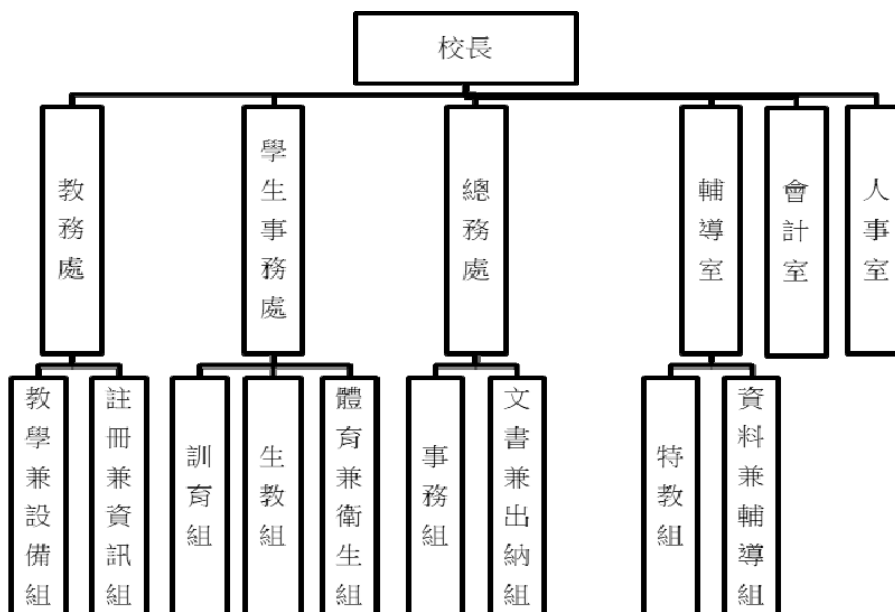 校長
教務處
學生事務處
總務處
輔導室
會計室
人事室
教學兼設備組
註冊兼資訊組
訓育組
生教組
體育兼衛生組
事務組
文書兼出納組
特教組
資料兼輔導組